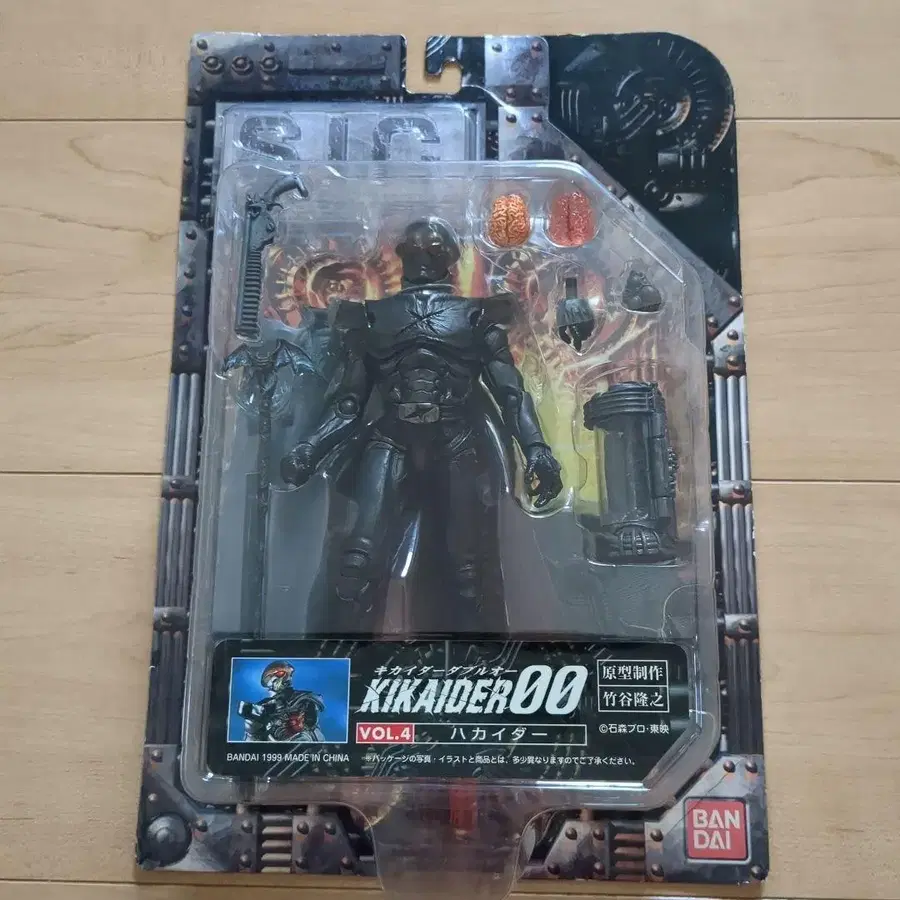 SIC
キカイダーダブルオー
KIKAIDER00
VOL.4 ハカイダー
原型制作
竹谷隆之
©石森プロ・東映
BANDAI 1999 MADE IN CHINA
※パッケージの写真・イラストと商品とは、多少異なりますのでご了承ください。
BAN
DAI